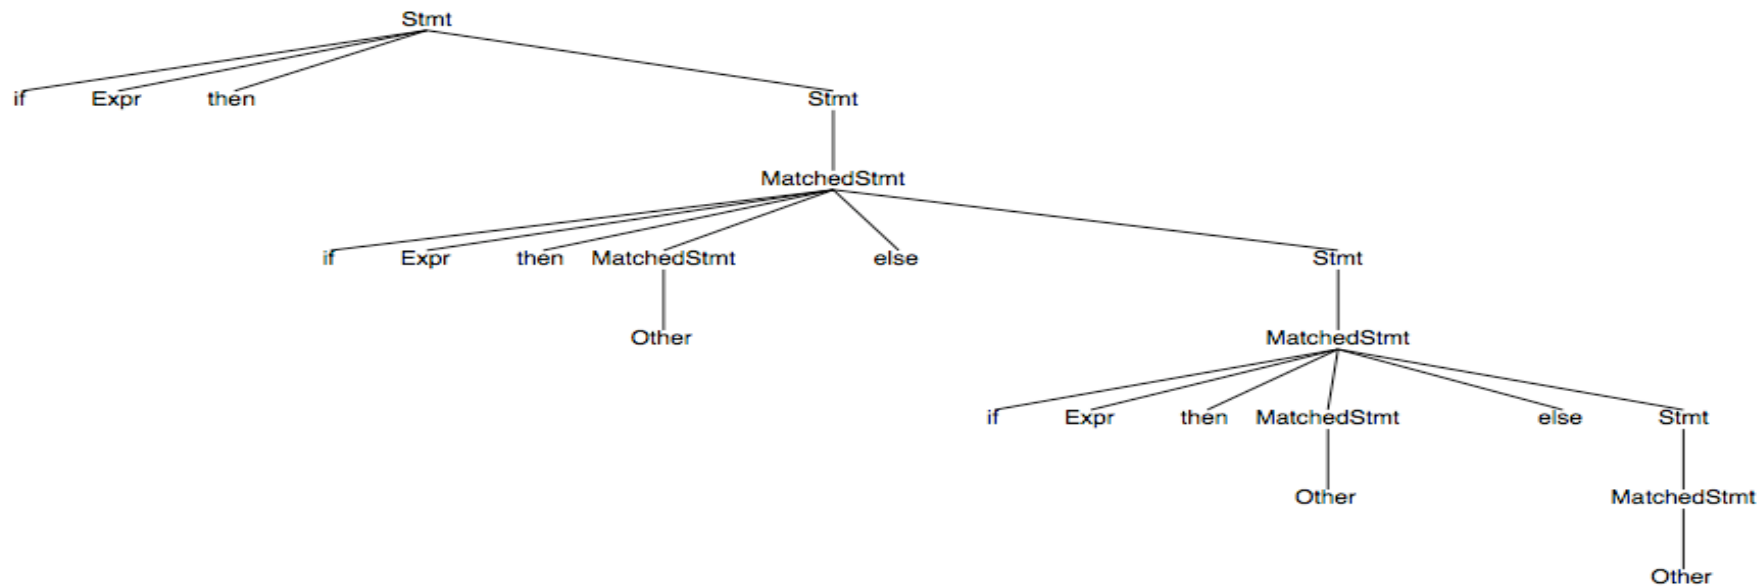 Stmt
if Expr then Stmt
MatchedStmt
if Expr then MatchedStmt else Stmt
Other MatchedStmt
if Expr then MatchedStmt else Stmt
Other MatchedStmt
Other